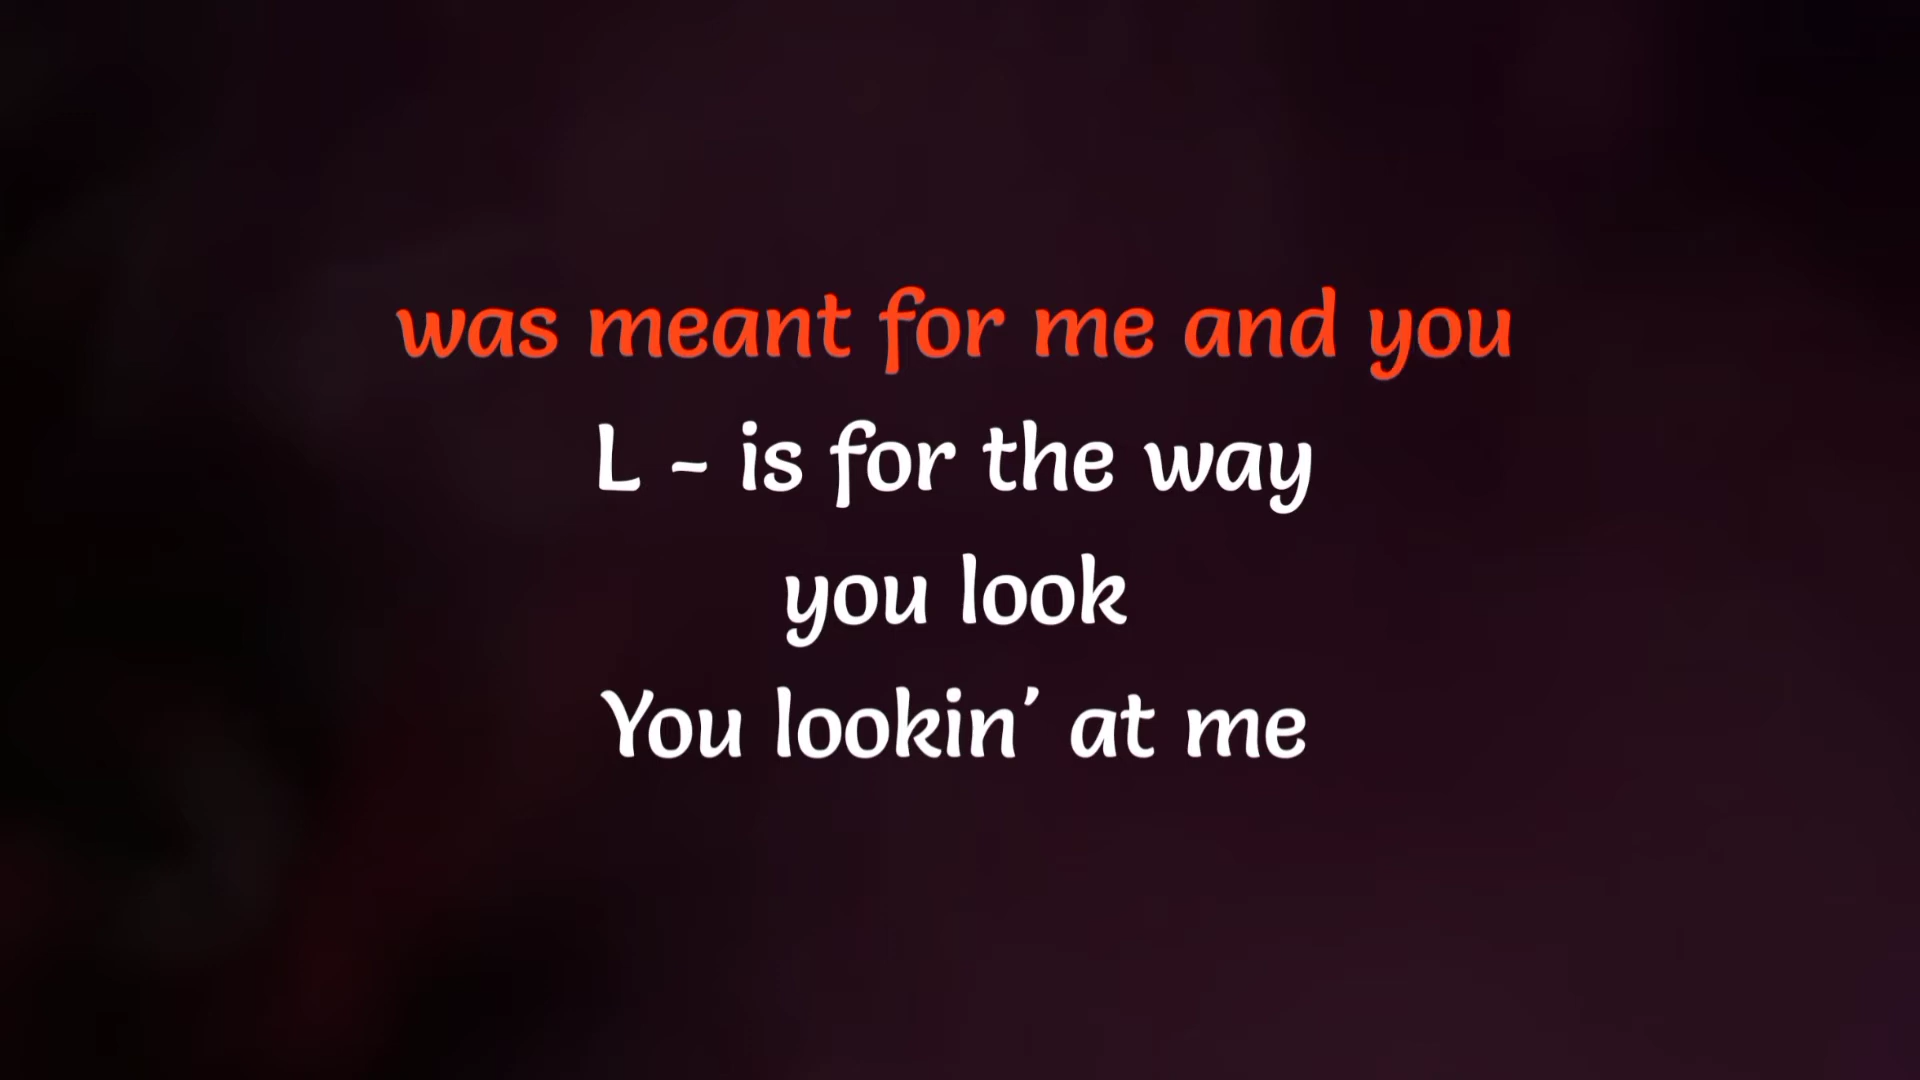 was meant for me and you
L - is for the way
you look
You lookin' at me